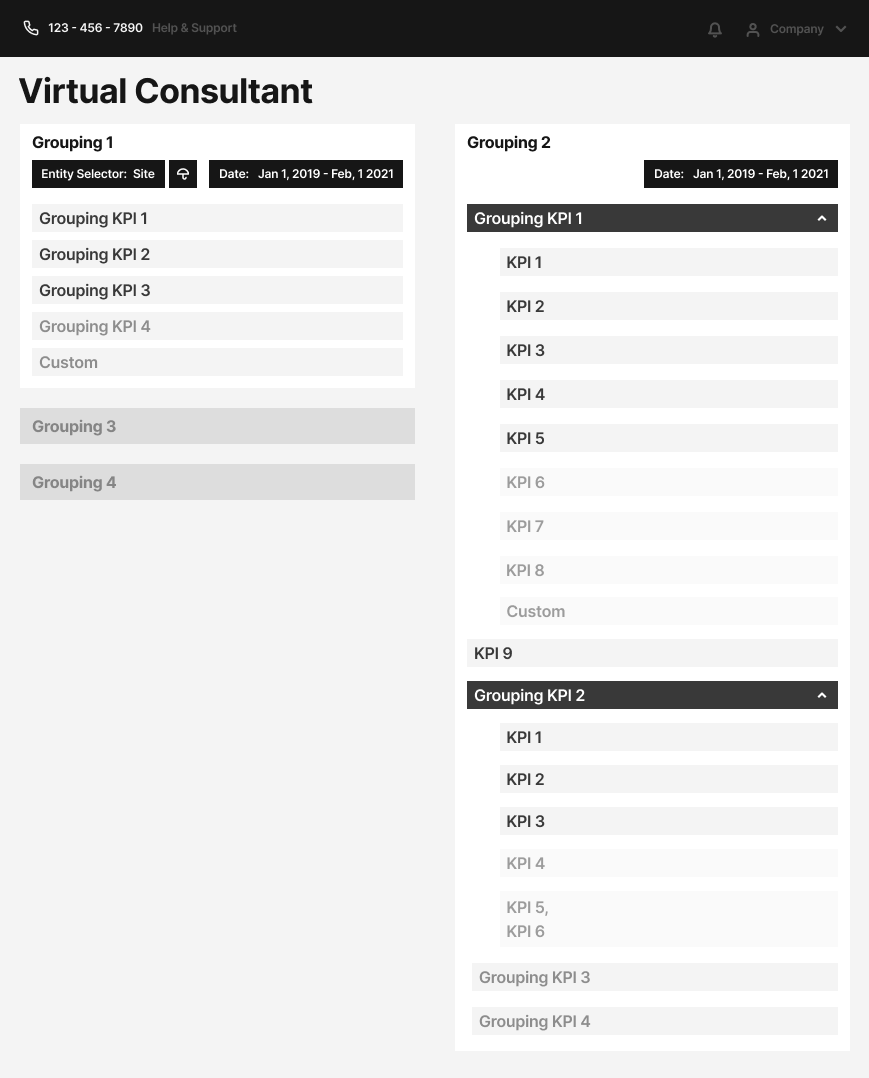 123 - 456 - 7890 Help & Support Company
Virtual Consultant
Grouping 1
Entity Selector: Site Date: Jan 1, 2019 - Feb, 1 2021
Grouping KPI 1
Grouping KPI 2
Grouping KPI 3
Grouping KPI 4
Custom
Grouping 3
Grouping 4
Grouping 2
Date: Jan 1, 2019 - Feb, 1 2021
Grouping KPI 1
KPI 1
KPI 2
KPI 3
KPI 4
KPI 5
KPI 6
KPI 7
KPI 8
Custom
KPI 9
Grouping KPI 2
KPI 1
KPI 2
KPI 3
KPI 4
KPI 5,
KPI 6
Grouping KPI 3
Grouping KPI 4